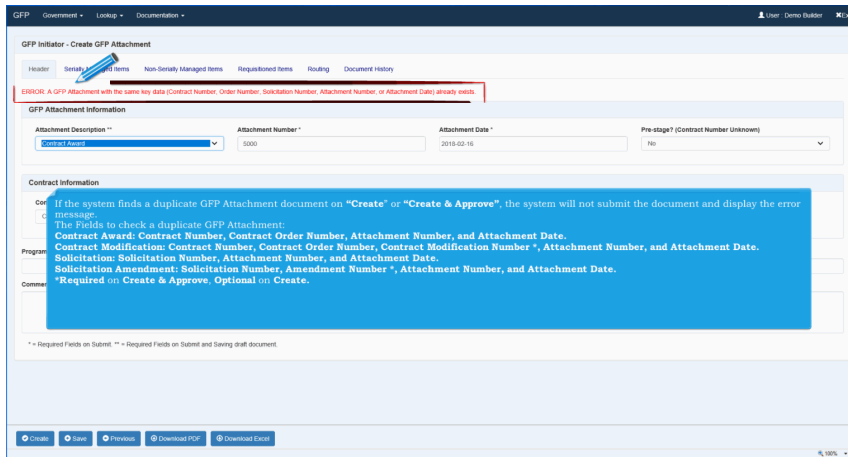 GFP Government Lookup Documentation User : Demo Builder
GFP Initiator - Create GFP Attachment
Header Serially Managed Items Non-Serially Managed Items Requisitioned Items Routing Document History
ERROR: A GFP Attachment with the same key data (Contract Number, Order Number, Solicitation Number, Attachment Number, or Attachment Date) already exists.
GFP Attachment Information
Attachment Description ** Attachment Number * Attachment Date * Pre-stage? (Contract Number Unknown)
Contract Award 5000 2018-02-16 No
Contract Information
If the system finds a duplicate GFP Attachment document on “Create” or “Create & Approve”, the system will not submit the document and display the error
message.
The Fields to check a duplicate GFP Attachment:
Contract Award: Contract Number, Contract Order Number, Attachment Number, and Attachment Date.
Contract Modification: Contract Number, Contract Order Number, Contract Modification Number *, Attachment Number, and Attachment Date.
Solicitation: Solicitation Number, Attachment Number, and Attachment Date.
Solicitation Amendment: Solicitation Number, Amendment Number *, Attachment Number, and Attachment Date.
*Required on Create & Approve, Optional on Create.
Program
* = Required Fields on Submit. ** = Required Fields on Submit and Saving draft document.
Create Save Previous Download PDF Download Excel
100%